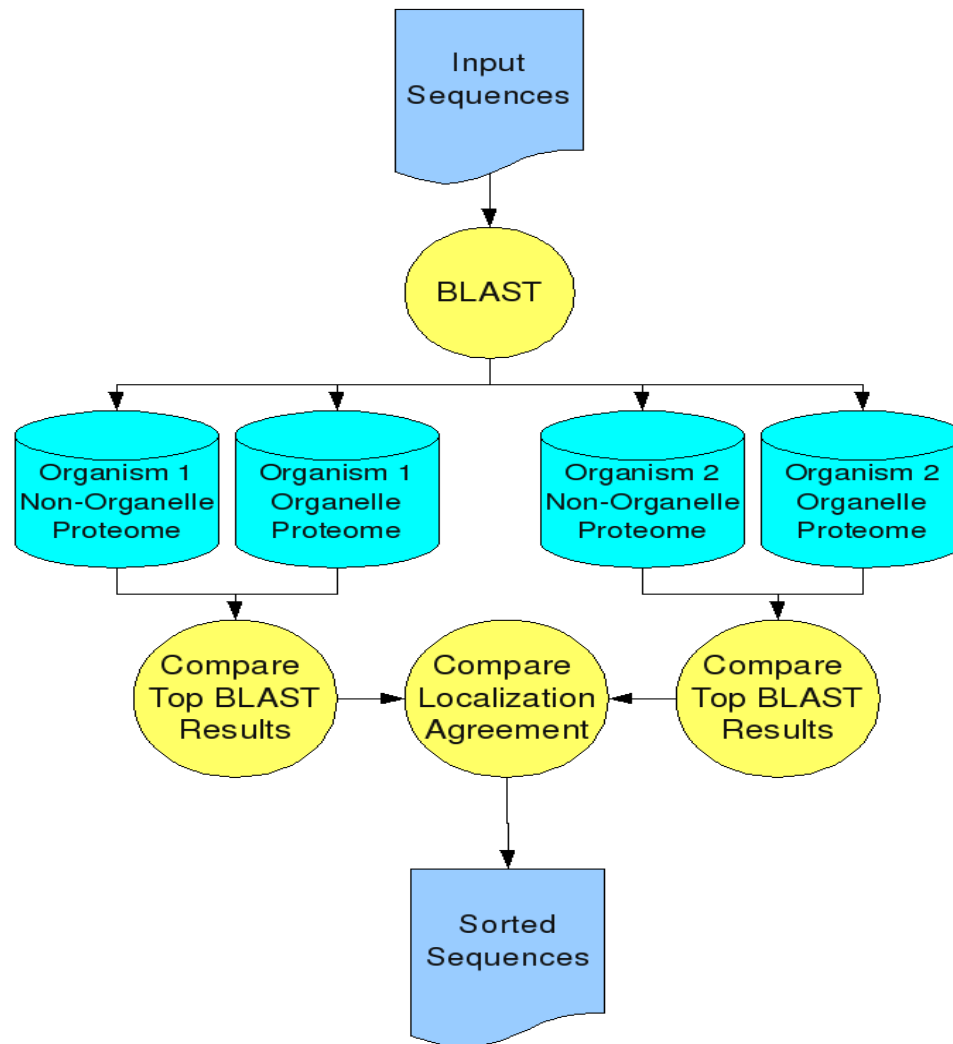 Input
Sequences
BLAST
Organism 1
Non-Organelle
Proteome
Organism 1
Organelle
Proteome
Organism 2
Non-Organelle
Proteome
Organism 2
Organelle
Proteome
Compare
Top BLAST
Results
Compare
Localization
Agreement
Compare
Top BLAST
Results
Sorted
Sequences